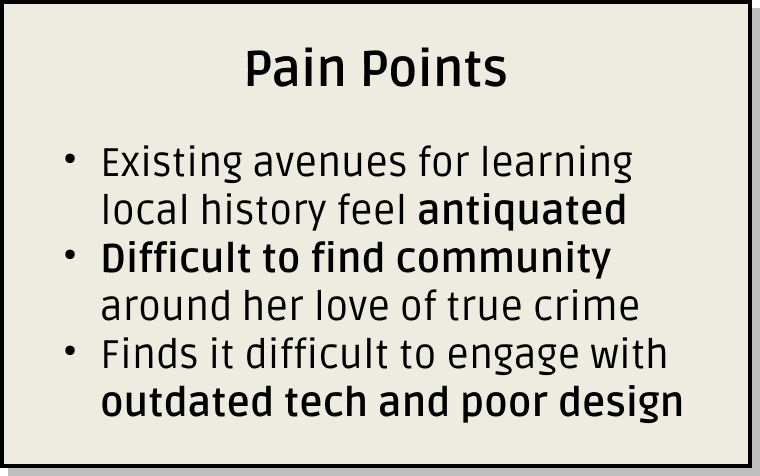 Pain Points
• Existing avenues for learning
local history feel antiquated
• Difficult to find community
around her love of true crime
• Finds it difficult to engage with
outdated tech and poor design